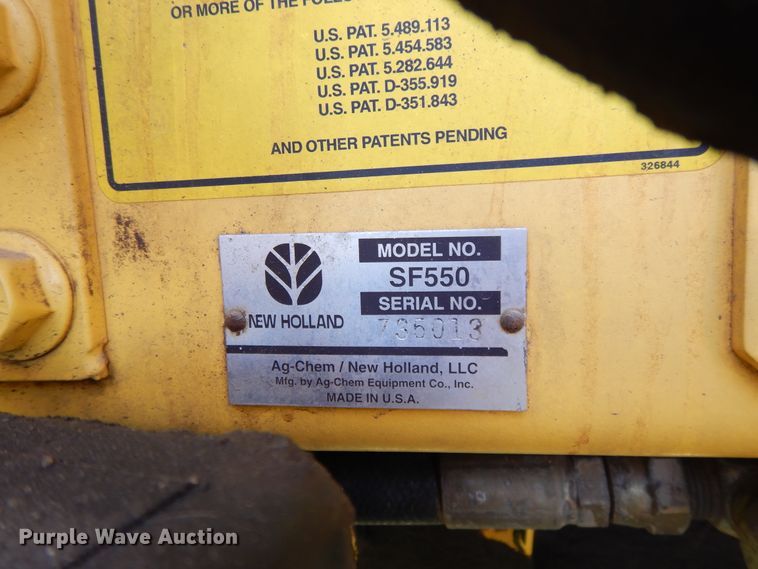 OR MORE OF THE
U.S. PAT. 5.489.113
U.S. PAT. 5.454.583
U.S. PAT. 5.282.644
U.S. PAT. D-355.919
U.S. PAT. D-351.843
AND OTHER PATENTS PENDING
326844
NEW HOLLAND
MODEL NO.
SF550
SERIAL NO.
735013
Ag-Chem / New Holland, LLC
Mfg. by Ag-Chem Equipment Co., Inc.
MADE IN U.S.A.
Purple Wave Auction